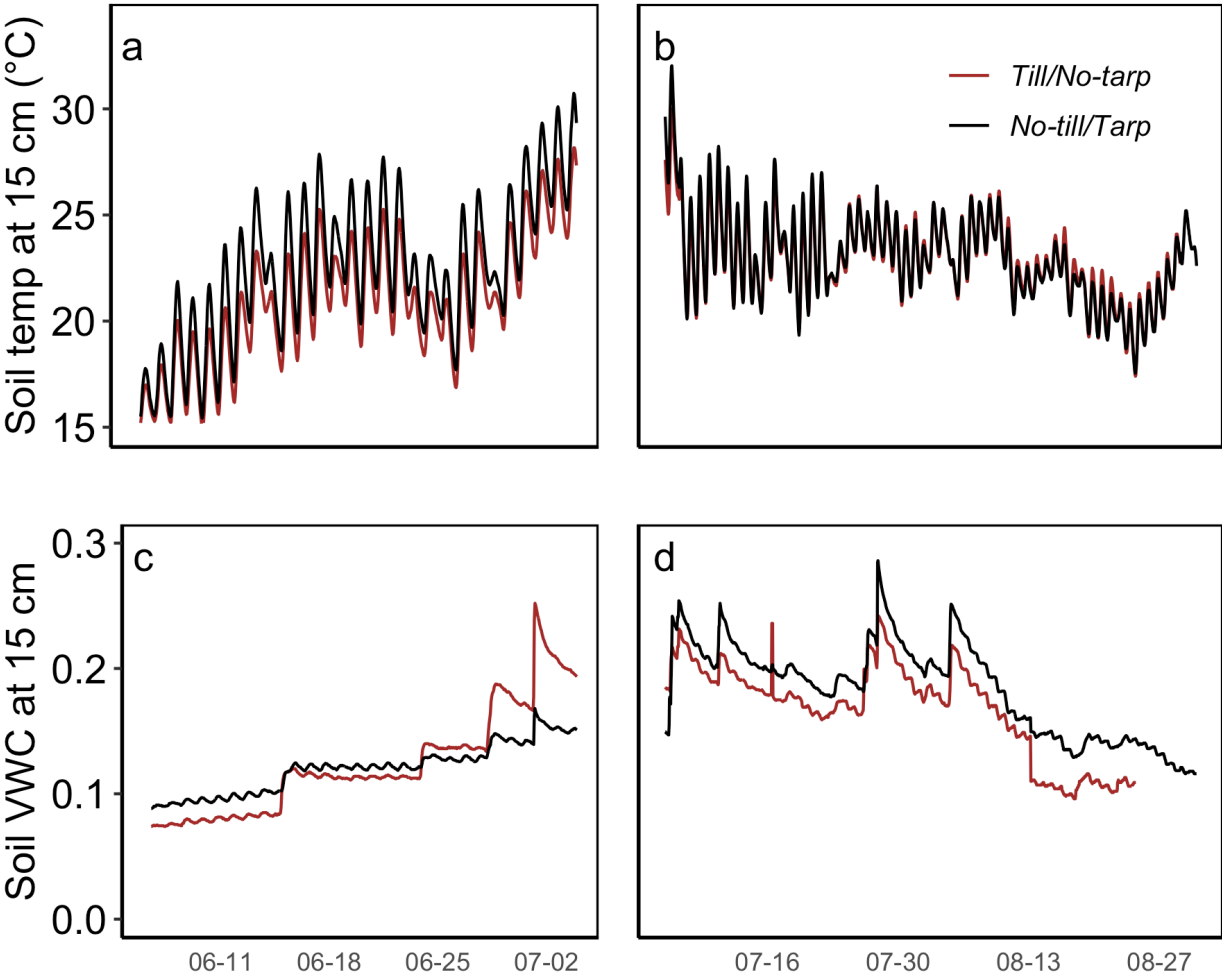 Soil temp at 15 cm (°C)
30
25
20
15
a
b
Till/No-tarp
No-till/Tarp
Soil VWC at 15 cm
0.3
0.2
0.1
0.0
c
d
06-11 06-18 06-25 07-02 07-16 07-30 08-13 08-27